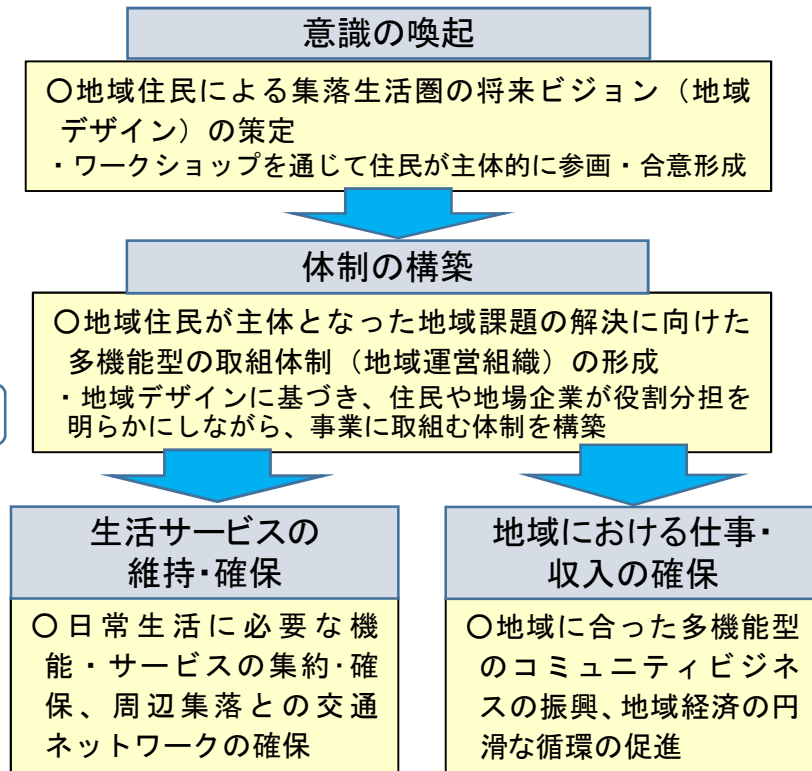 意識の喚起
〇地域住民による集落生活圏の将来ビジョン（地域
デザイン）の策定
・ワークショップを通じて住民が主体的に参画・合意形成
体制の構築
〇地域住民が主体となった地域課題の解決に向けた
多機能型の取組体制（地域運営組織）の形成
・地域デザインに基づき、住民や地場企業が役割分担を
明らかにしながら、事業に取組む体制を構築
生活サービスの
維持・確保
〇日常生活に必要な機
能・サービスの集約・確
保、周辺集落との交通
ネットワークの確保
地域における仕事・
収入の確保
〇地域に合った多機能型
のコミュニティビジネ
スの振興、地域経済の円
滑な循環の促進